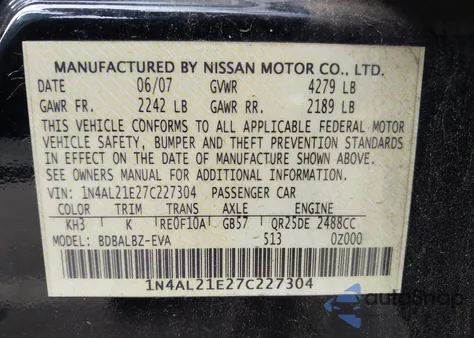 MANUFACTURED BY NISSAN MOTOR CO., LTD.
DATE 06/07 GVWR 4279 LB
GAWR FR. 2242 LB GAWR RR. 2189 LB
THIS VEHICLE CONFORMS TO ALL APPLICABLE FEDERAL MOTOR
VEHICLE SAFETY, BUMPER AND THEFT PREVENTION STANDARDS
IN EFFECT ON THE DATE OF MANUFACTURE SHOWN ABOVE.
SEE OWNERS MANUAL FOR ADDITIONAL INFORMATION.
VIN: 1N4AL21E27C227304 PASSENGER CAR
COLOR TRIM TRANS AXLE ENGINE
KH3 K RE0F10A GB57 QR25DE 2488CC
MODEL: BDBALBZ-EVA 513 0Z000
1N4AL21E27C227304
autoSnap